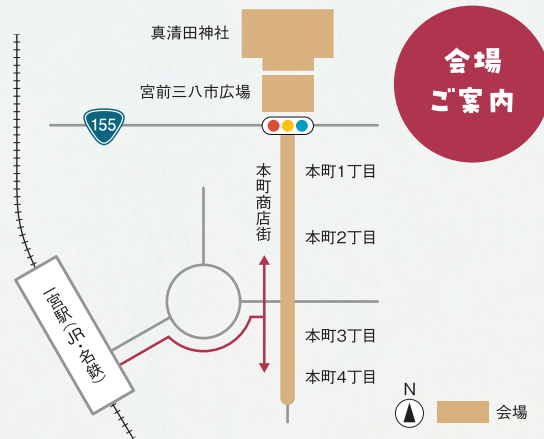 真清田神社
会場
ご案内
宮前三八市広場
155
本町商店街
本町1丁目
本町2丁目
一宮駅(JR・名鉄)
本町3丁目
本町4丁目
N
会場